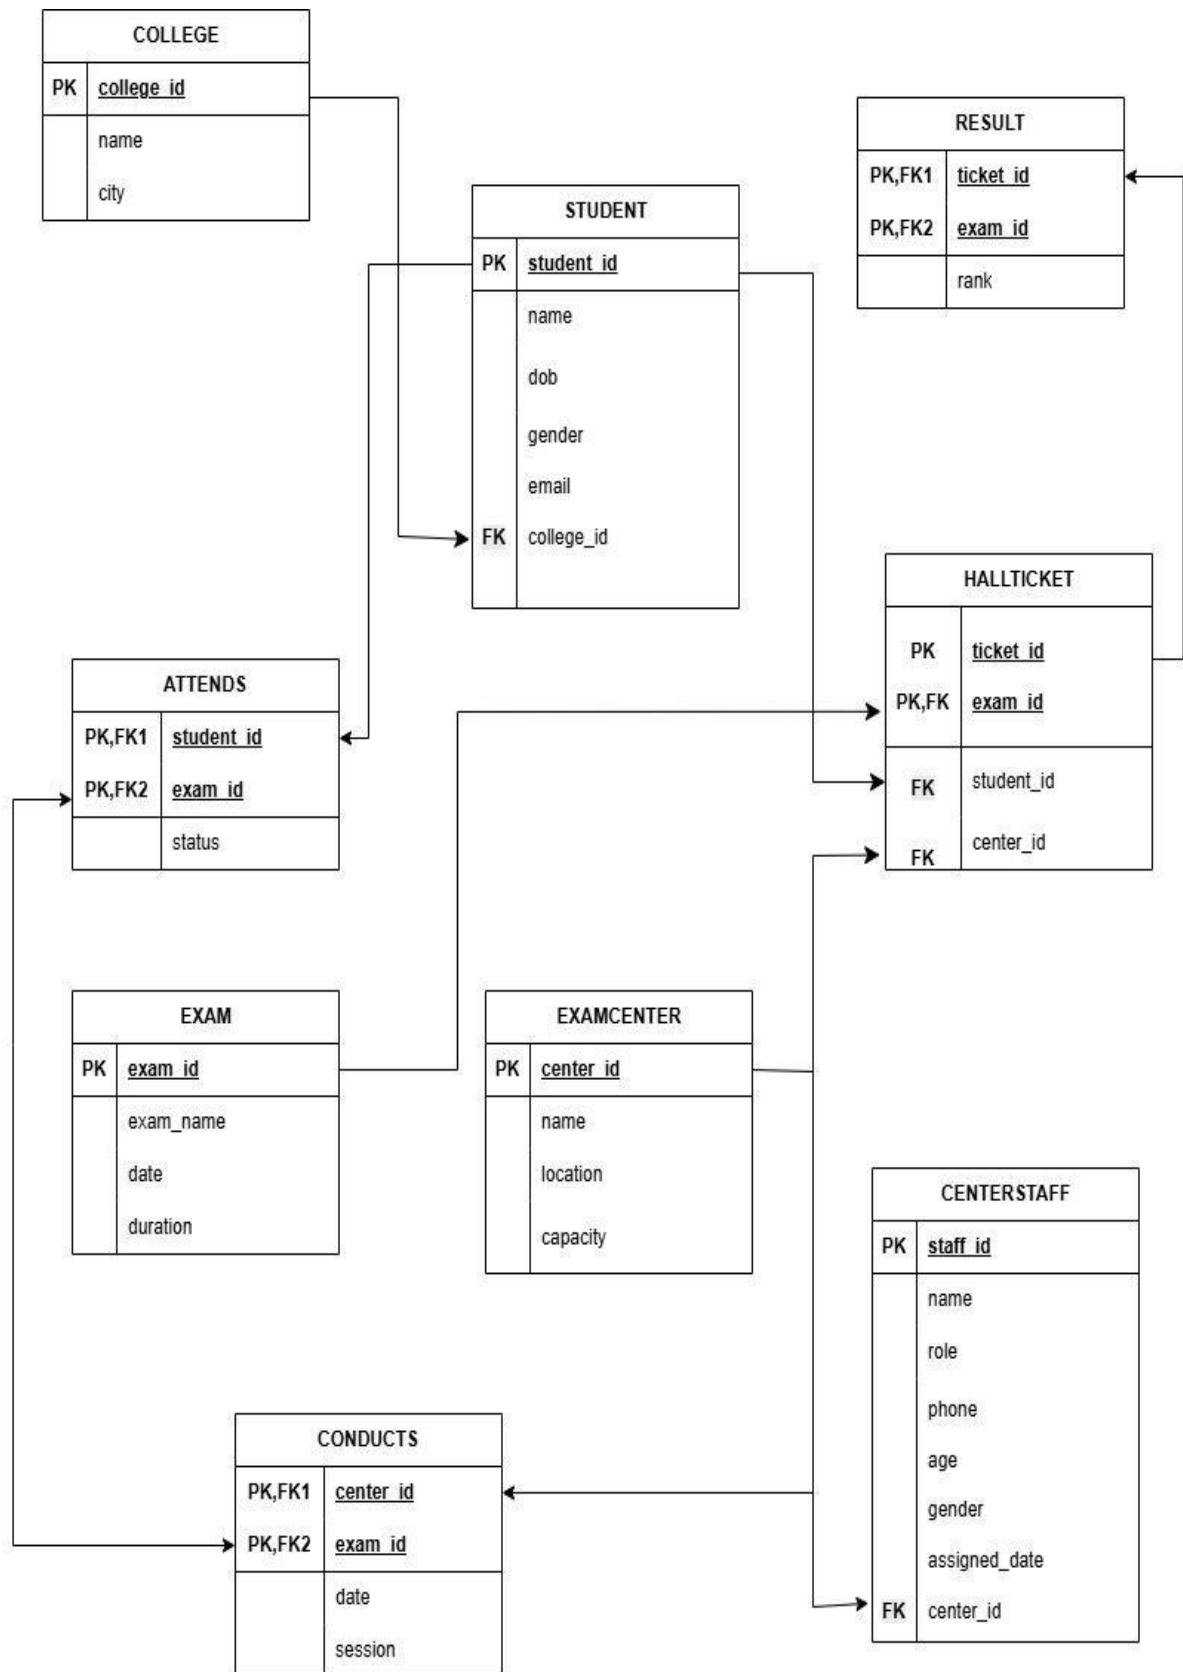 COLLEGE
PK college_id
name
city
RESULT
PK,FK1 ticket_id
PK,FK2 exam_id
rank
STUDENT
PK student_id
name
dob
gender
email
FK college_id
HALLTICKET
PK ticket_id
PK,FK exam_id
FK student_id
FK center_id
ATTENDS
PK,FK1 student_id
PK,FK2 exam_id
status
EXAM
PK exam_id
exam_name
date
duration
EXAMCENTER
PK center_id
name
location
capacity
CENTERSTAFF
PK staff_id
name
role
phone
age
gender
assigned_date
FK center_id
CONDUCTS
PK,FK1 center_id
PK,FK2 exam_id
date
session